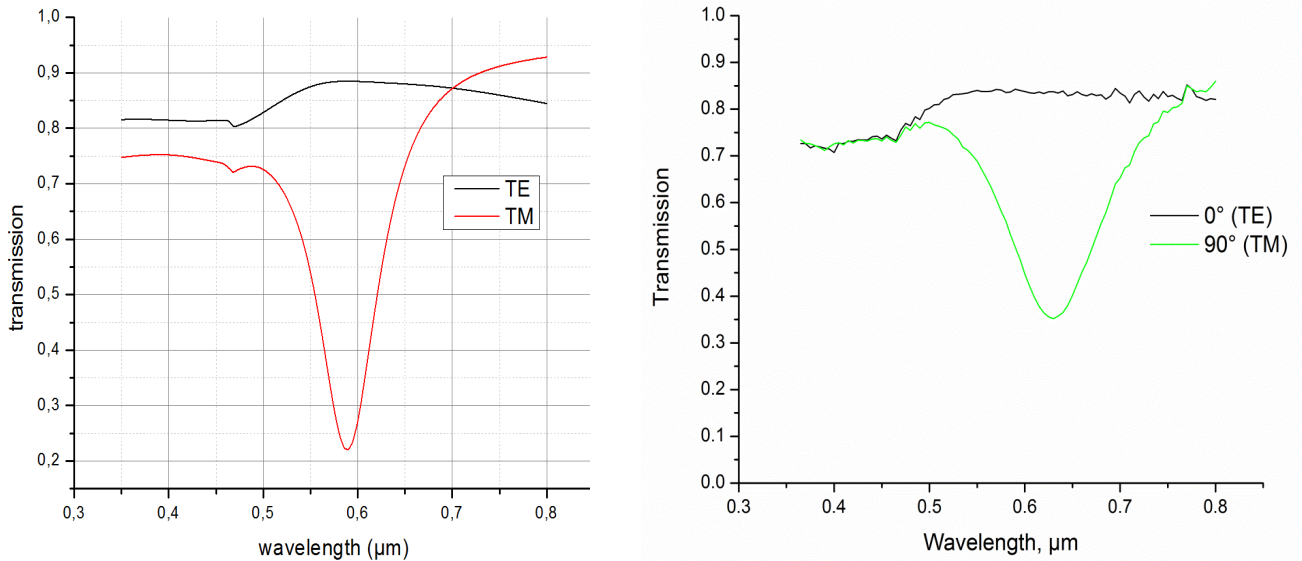 1,0
0,9
0,8
0,7
0,6
0,5
0,4
0,3
0,2
transmission
TE
TM
0,3 0,4 0,5 0,6 0,7 0,8
wavelength (µm)
1.0
0.9
0.8
0.7
0.6
0.5
0.4
0.3
0.2
0.1
0.0
Transmission
0° (TE)
90° (TM)
0.3 0.4 0.5 0.6 0.7 0.8
Wavelength, µm